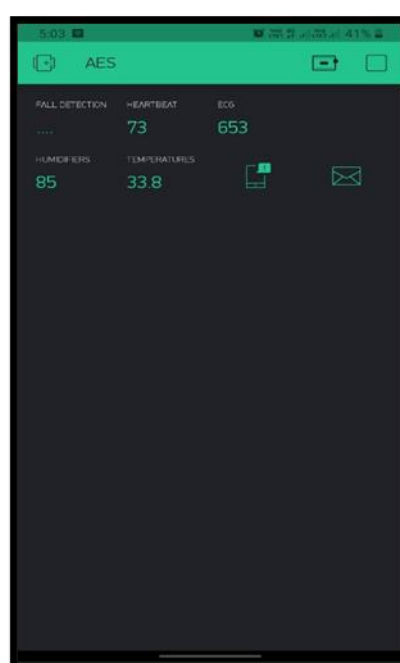 5:03 41%
AES
FALL DETECTION HEARTBEAT ECG
.... 73 653
HUMIDIFIERS TEMPERATURES
85 33.8